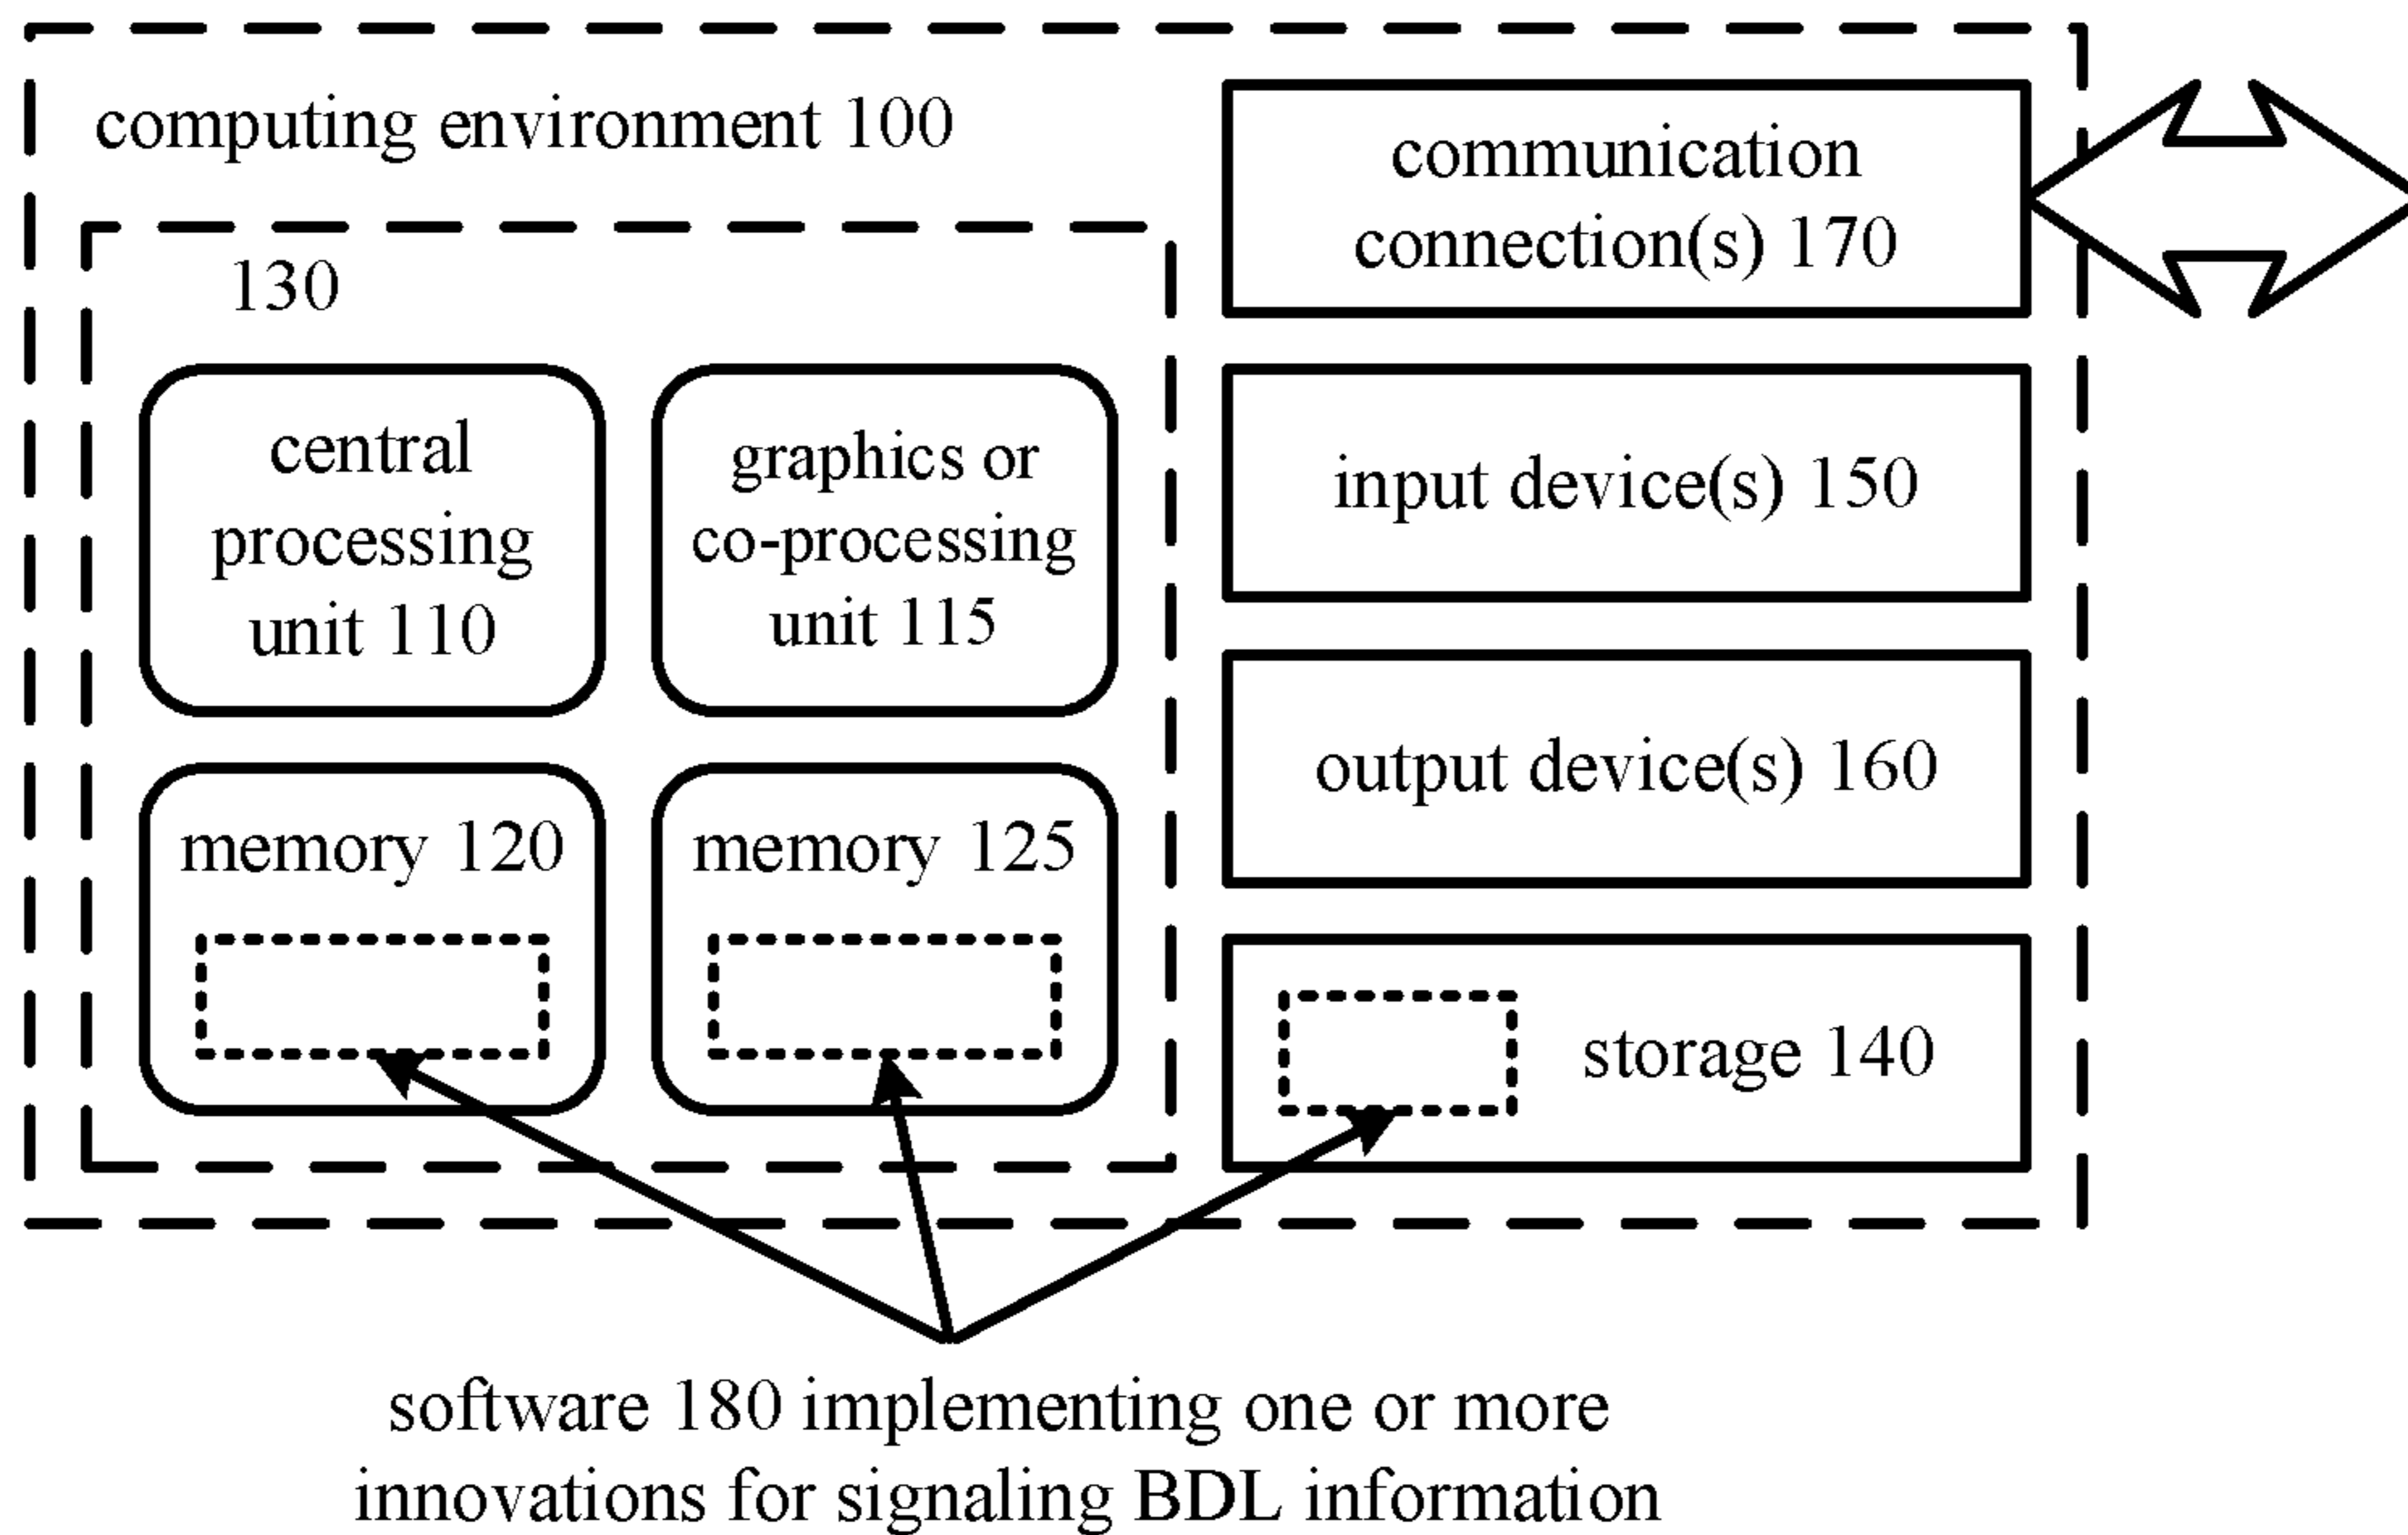 computing environment 100
130
central
processing
unit 110
graphics or
co-processing
unit 115
memory 120
memory 125
communication
connection(s) 170
input device(s) 150
output device(s) 160
storage 140
software 180 implementing one or more
innovations for signaling BDL information